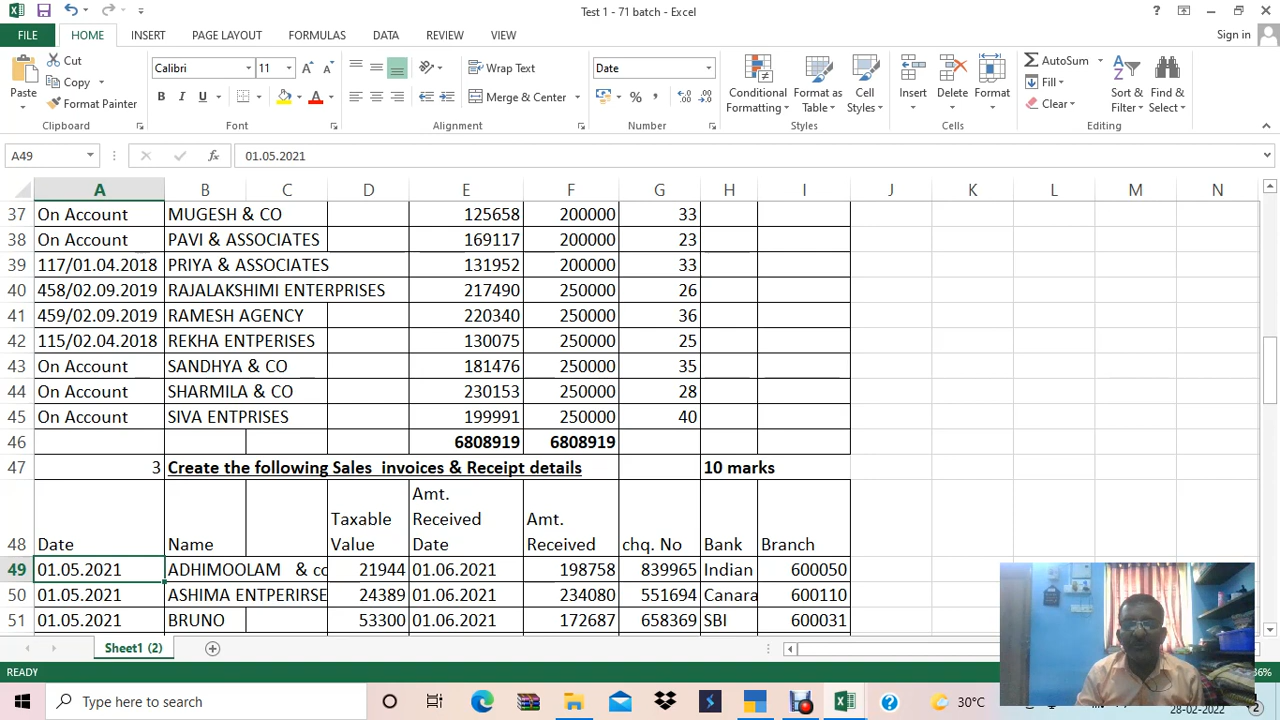 Test 1 - 71 batch - Excel
?
FILE HOME INSERT PAGE LAYOUT FORMULAS DATA REVIEW VIEW Sign in
Paste
Cut
Copy
Format Painter
Clipboard
Calibri 11
B I U
Font
Wrap Text
Merge & Center
Alignment
Date
%
Number
Conditional Formatting
Format as Table
Cell Styles
Styles
Insert Delete Format
Cells
AutoSum
Fill
Clear
Sort & Filter
Find & Select
Editing
A49 fx 01.05.2021
A B C D E F G H I J K L M N
37 On Account MUGESH & CO 125658 200000 33
38 On Account PAVI & ASSOCIATES 169117 200000 23
39 117/01.04.2018 PRIYA & ASSOCIATES 131952 200000 33
40 458/02.09.2019 RAJALAKSHIMI ENTERPRISES 217490 250000 26
41 459/02.09.2019 RAMESH AGENCY 220340 250000 36
42 115/02.04.2018 REKHA ENTPERISES 130075 250000 25
43 On Account SANDHYA & CO 181476 250000 35
44 On Account SHARMILA & CO 230153 250000 28
45 On Account SIVA ENTPRISES 199991 250000 40
46 6808919 6808919
47 3 Create the following Sales invoices & Receipt details 10 marks
48 Date Name Taxable Value Amt. Received Date Amt. Received chq. No Bank Branch
49 01.05.2021 ADHIMOOLAM & co 21944 01.06.2021 198758 839965 Indian 600050
50 01.05.2021 ASHIMA ENTPERIRSE 24389 01.06.2021 234080 551694 Canara 600110
51 01.05.2021 BRUNO 53300 01.06.2021 172687 658369 SBI 600031
Sheet1 (2)
READY
Type here to search
30°C
28-02-2022
2